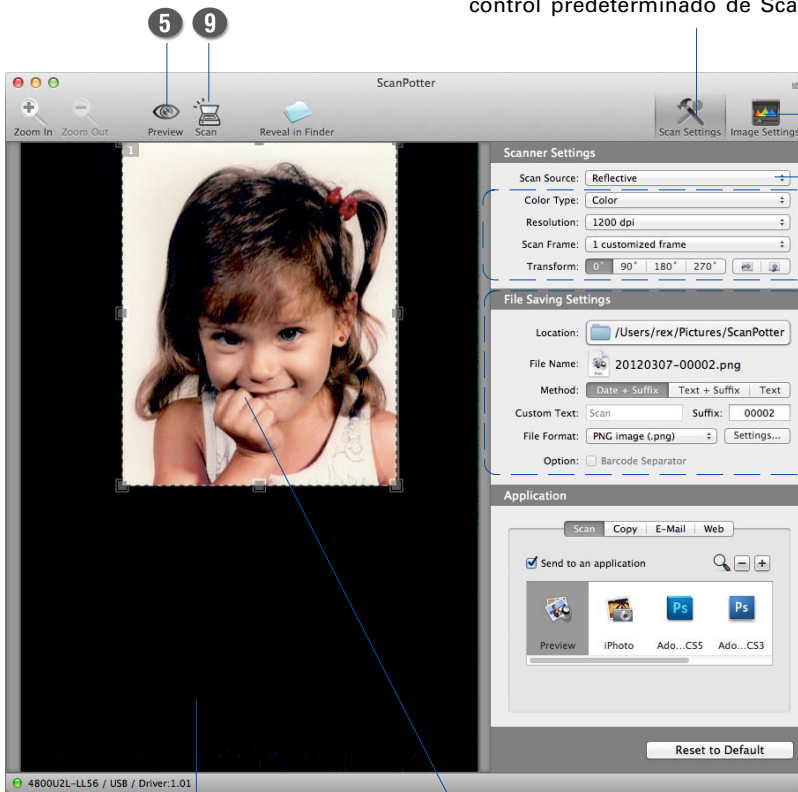 control predeterminado de Sca
5 9
ScanPotter
Zoom In Zoom Out Preview Scan Reveal in Finder Scan Settings Image Settings
1
Scanner Settings
Scan Source: Reflective
Color Type: Color
Resolution: 1200 dpi
Scan Frame: 1 customized frame
Transform: 0° 90° 180° 270°
File Saving Settings
Location: /Users/rex/Pictures/ScanPotter
File Name: 20120307-00002.png
Method: Date + Suffix Text + Suffix Text
Custom Text: Scan Suffix: 00002
File Format: PNG image (.png) Settings...
Option: Barcode Separator
Application
Scan Copy E-Mail Web
Send to an application
Ps Ps
Preview iPhoto Ado...CS5 Ado...CS3
Reset to Default
4800U2L-LL56 / USB / Driver:1.01